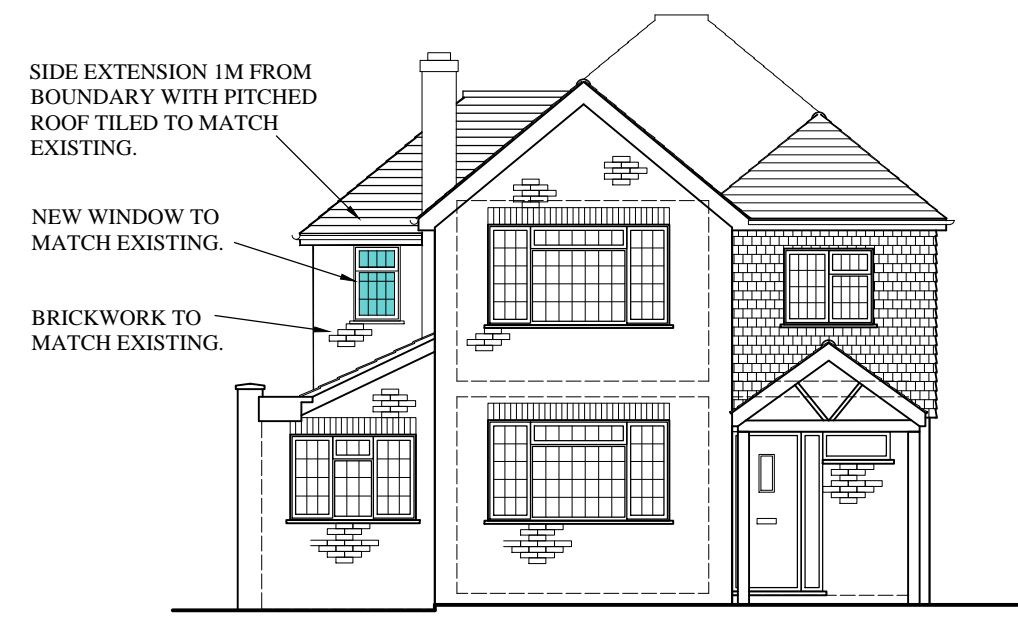 SIDE EXTENSION 1M FROM
BOUNDARY WITH PITCHED
ROOF TILED TO MATCH
EXISTING.
NEW WINDOW TO
MATCH EXISTING.
BRICKWORK TO
MATCH EXISTING.